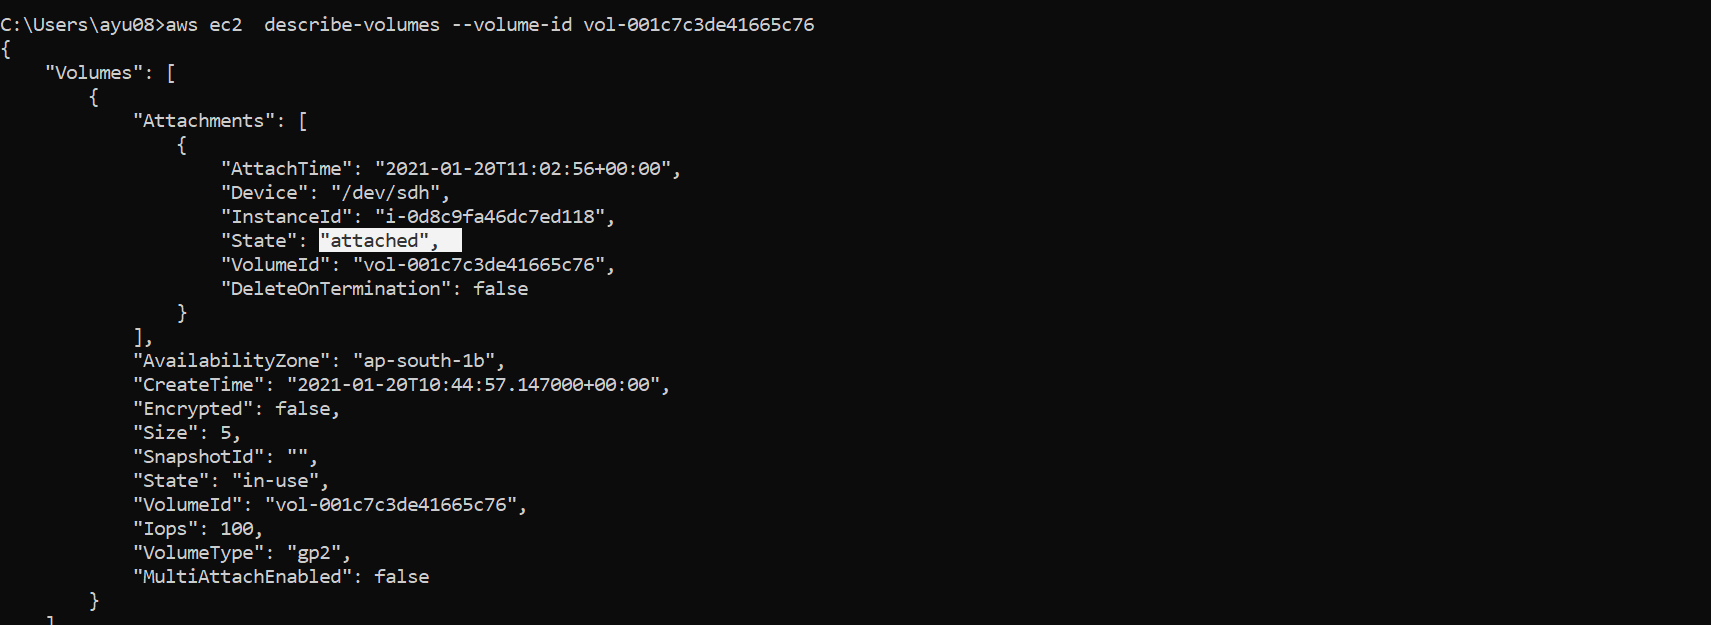 C:\Users\ayu08>aws ec2  describe-volumes --volume-id vol-001c7c3de41665c76
{
    "Volumes": [
        {
            "Attachments": [
                {
                    "AttachTime": "2021-01-20T11:02:56+00:00",
                    "Device": "/dev/sdh",
                    "InstanceId": "i-0d8c9fa46dc7ed118",
                    "State": "attached",
                    "VolumeId": "vol-001c7c3de41665c76",
                    "DeleteOnTermination": false
                }
            ],
            "AvailabilityZone": "ap-south-1b",
            "CreateTime": "2021-01-20T10:44:57.147000+00:00",
            "Encrypted": false,
            "Size": 5,
            "SnapshotId": "",
            "State": "in-use",
            "VolumeId": "vol-001c7c3de41665c76",
            "Iops": 100,
            "VolumeType": "gp2",
            "MultiAttachEnabled": false
        }
    ]